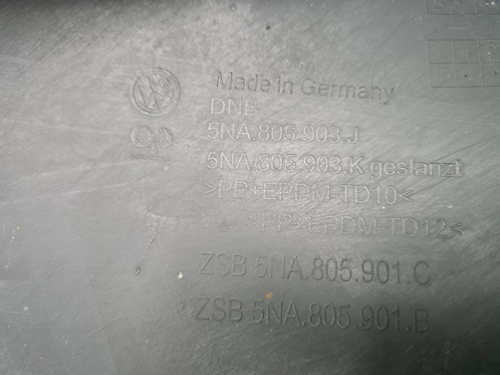 Made in Germany
DNE
5NA.805.903.J
5NA.805.903.K gestanzt
>PP+EPDM-TD10<
>PP+EPDM-TD12<
ZSB 5NA.805.901.C
ZSB 5NA.805.901.B